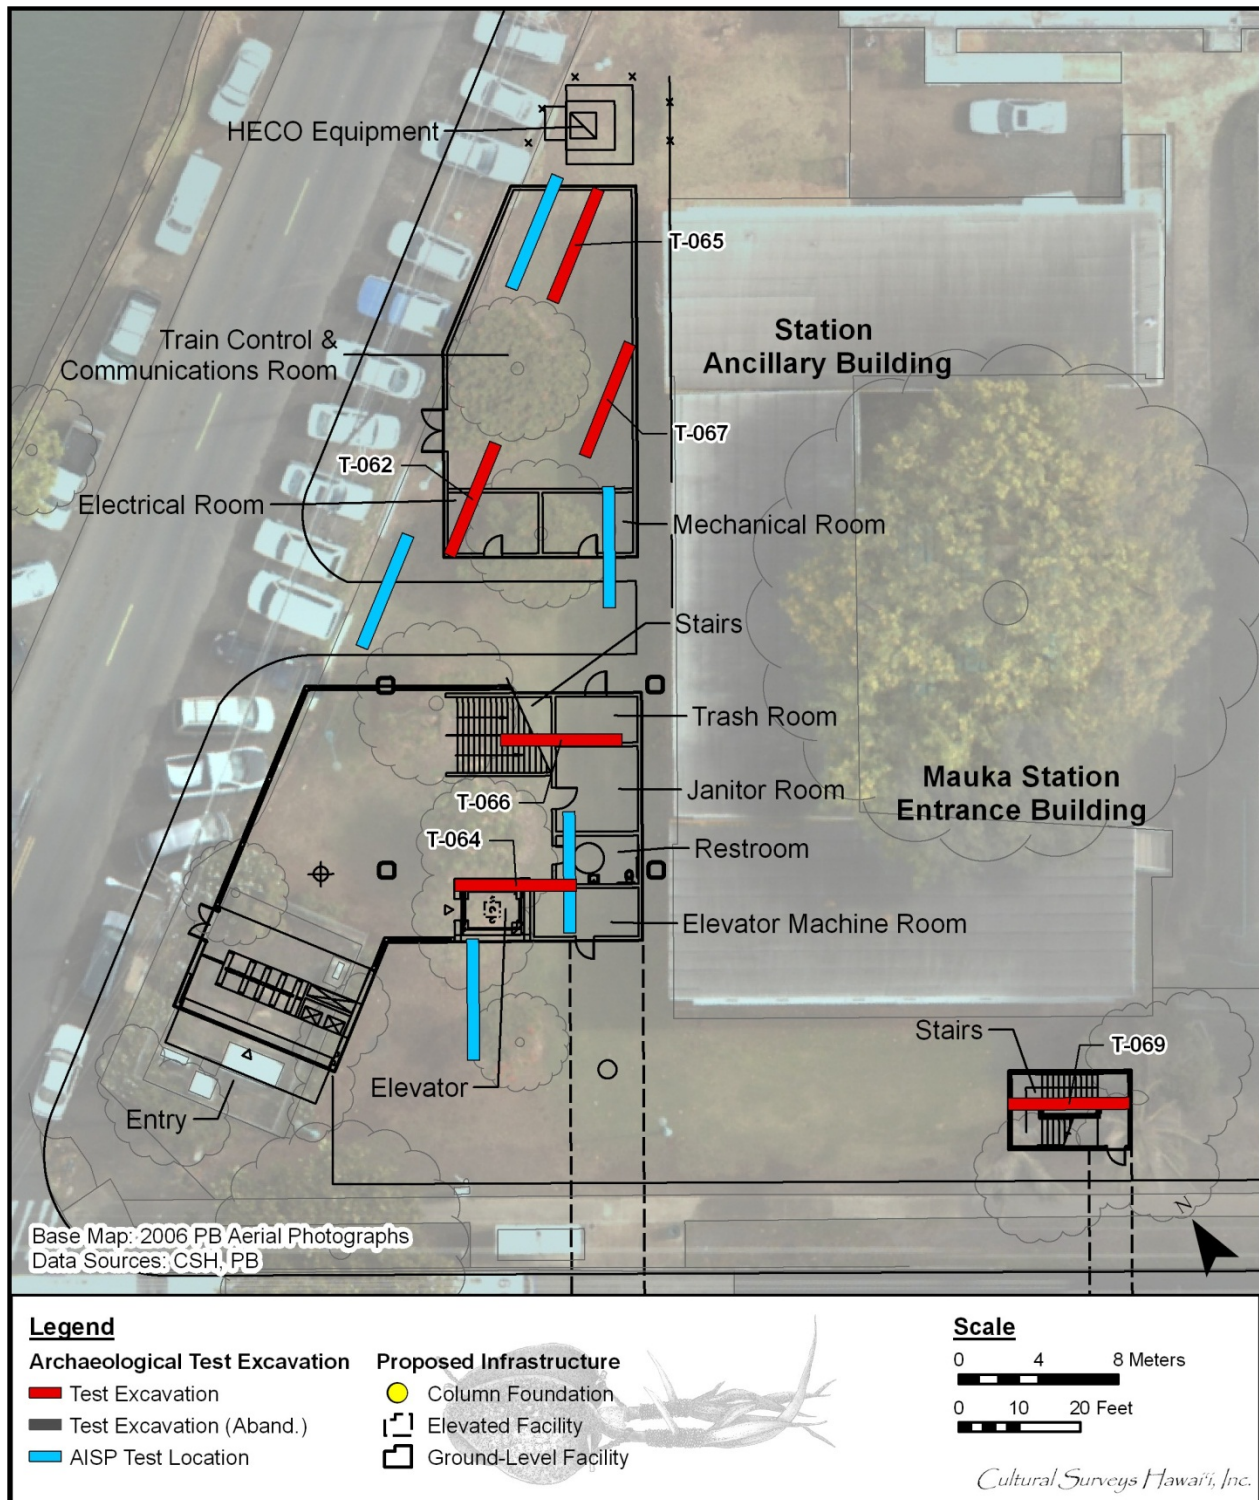 HECO Equipment
T-065
Station
Ancillary Building
Train Control &
Communications Room
T-067
T-062
Electrical Room
Mechanical Room
Stairs
Trash Room
Mauka Station
Entrance Building
Janitor Room
T-066
T-064
Restroom
Elevator Machine Room
Stairs
T-069
Elevator
Entry
N
Base Map: 2006 PB Aerial Photographs
Data Sources: CSH, PB
Legend
Archaeological Test Excavation
Test Excavation
Test Excavation (Aband.)
AISP Test Location
Proposed Infrastructure
Column Foundation
Elevated Facility
Ground-Level Facility
Scale
0 4 8 Meters
0 10 20 Feet
Cultural Surveys Hawai'i, Inc.